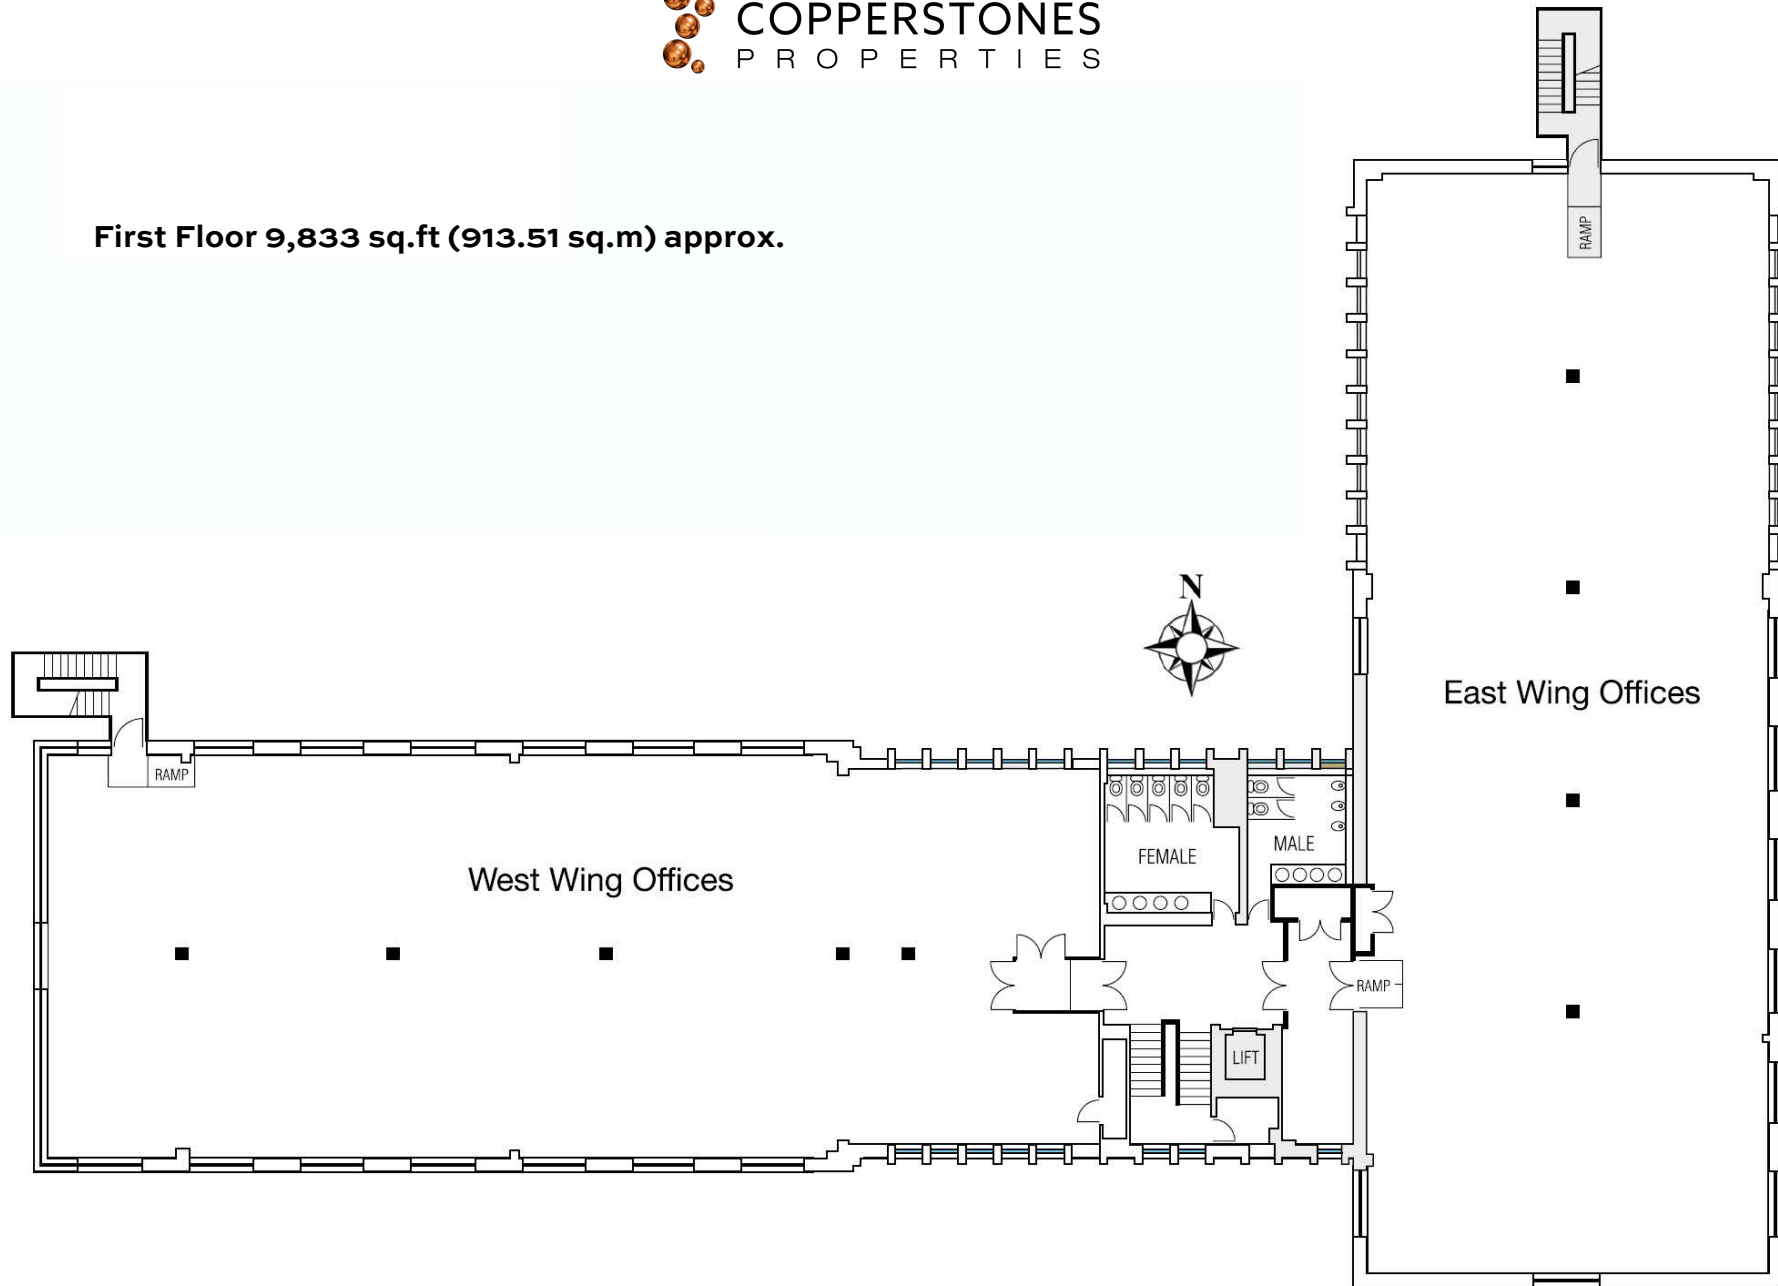 COPPERSTONES
PROPERTIES
First Floor 9,833 sq.ft (913.51 sq.m) approx.
RAMP
N
East Wing Offices
RAMP
West Wing Offices
FEMALE
MALE
RAMP
LIFT